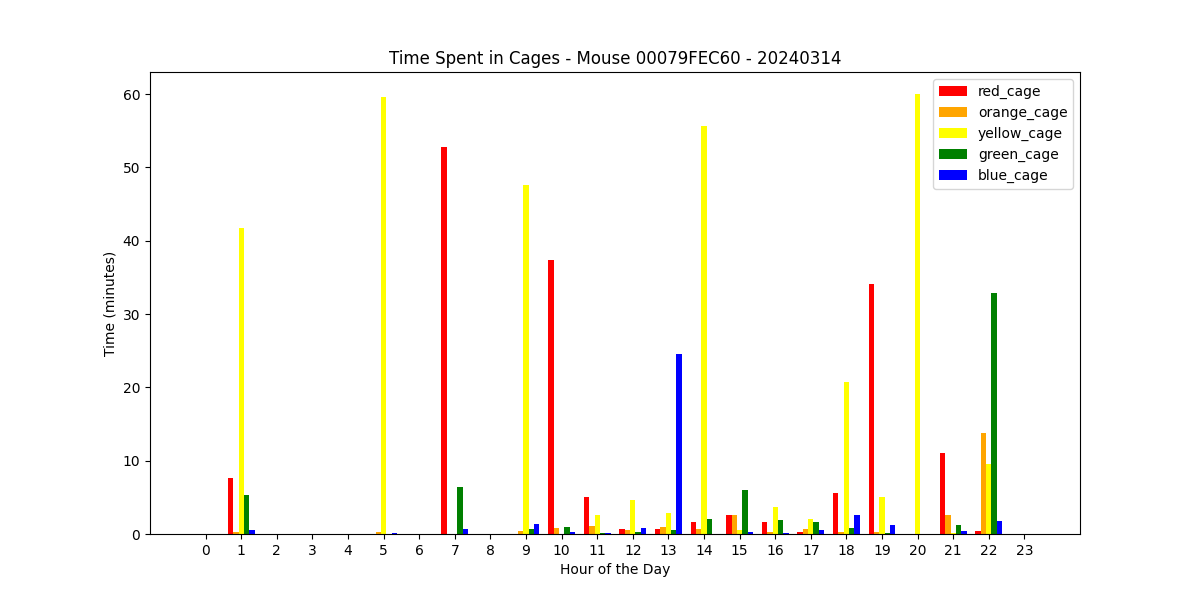 Time Spent in Cages - Mouse 00079FEC60 - 20240314
red_cage
orange_cage
yellow_cage
green_cage
blue_cage
Time (minutes)
60
50
40
30
20
10
0
0 1 2 3 4 5 6 7 8 9 10 11 12 13 14 15 16 17 18 19 20 21 22 23
Hour of the Day